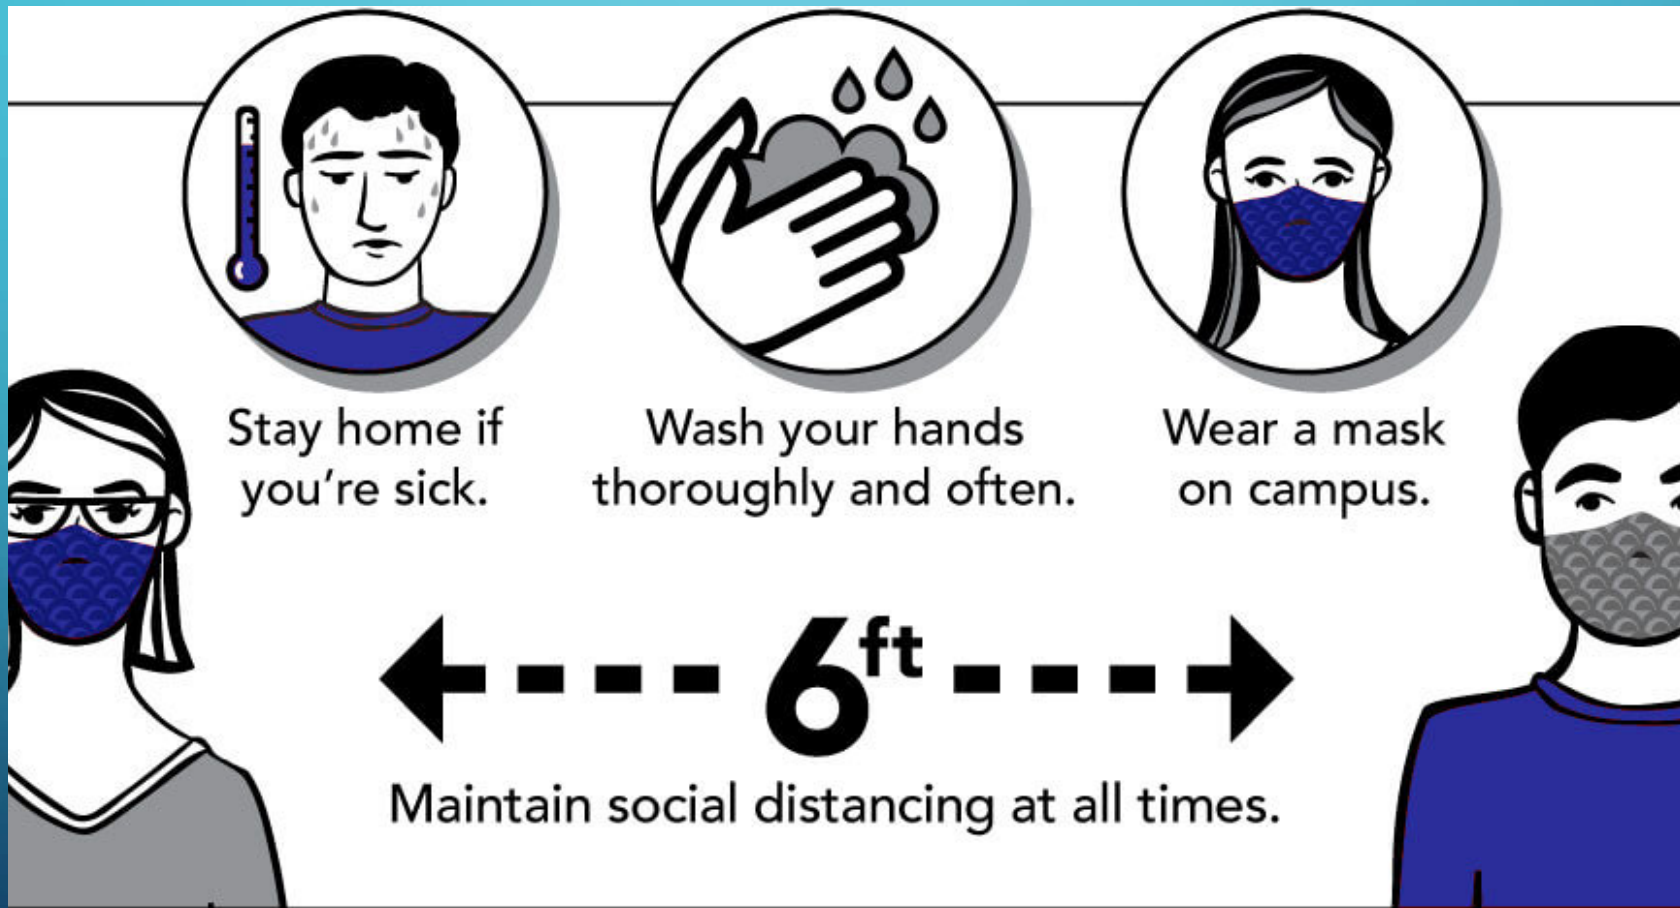 Stay home if
you're sick.
Wash your hands
thoroughly and often.
Wear a mask
on campus.
6ft
Maintain social distancing at all times.